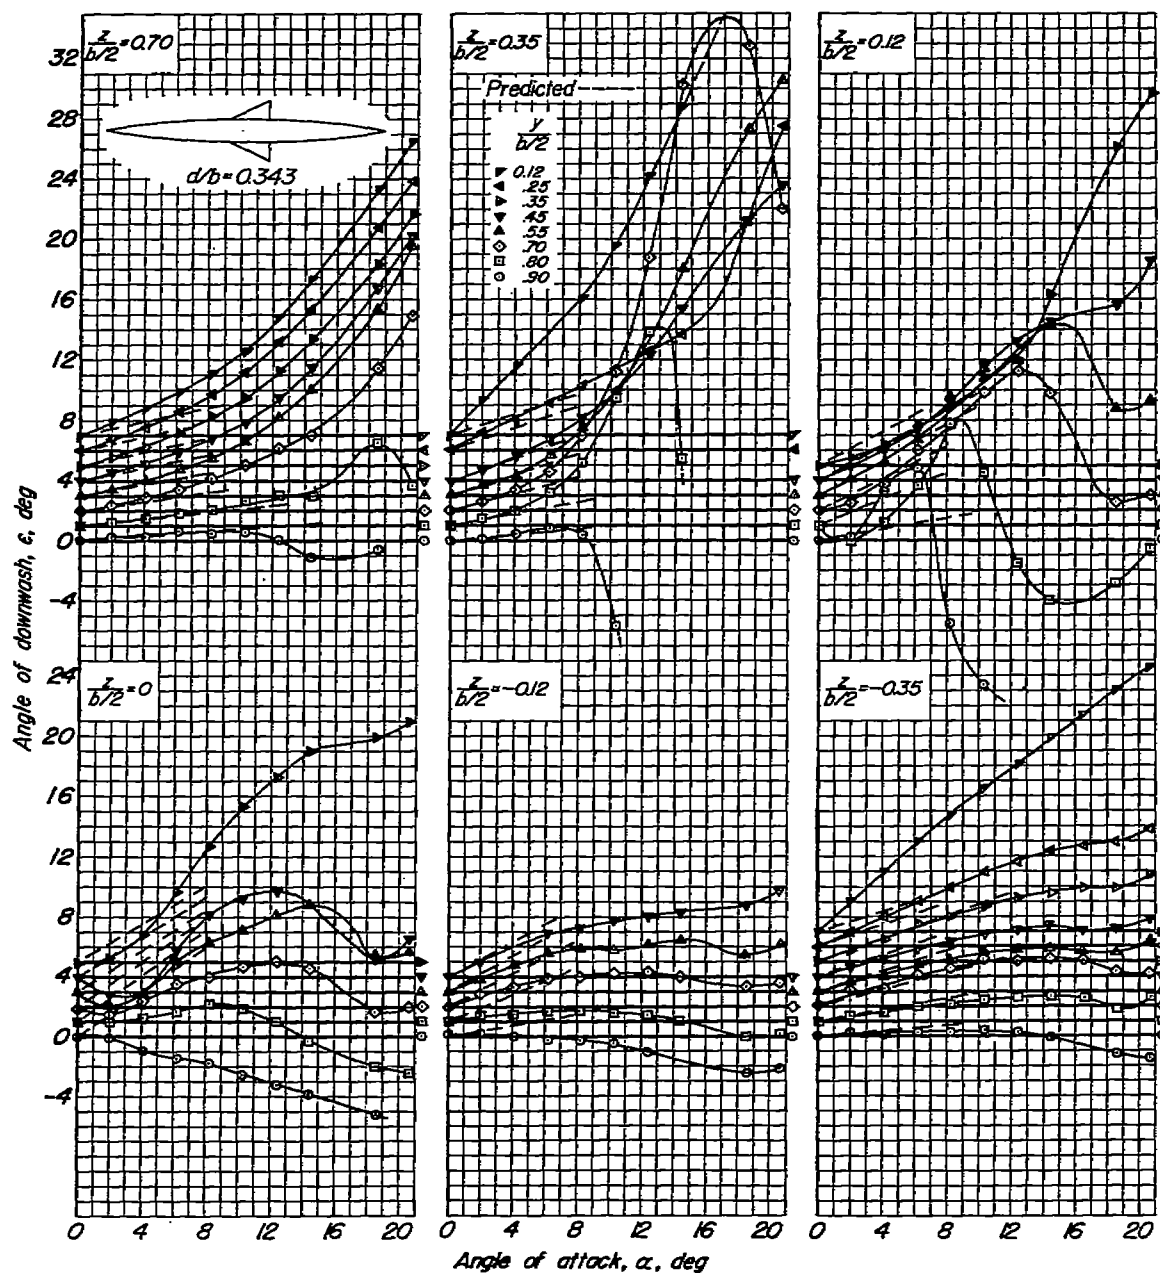 z
b/2 =0.70
z
b/2 =0.35
z
b/2 =0.12
32
28
24
20
16
12
8
4
0
-4
d/b=0.343
Predicted
y
b/2
0.12
.25
.35
.45
.55
.70
.80
.90
Angle of downwash, ε, deg
z
b/2 =0
z
b/2 =-0.12
z
b/2 =-0.35
24
20
16
12
8
4
0
-4
0 4 8 12 16 20
0 4 8 12 16 20
0 4 8 12 16 20
Angle of attack, α, deg